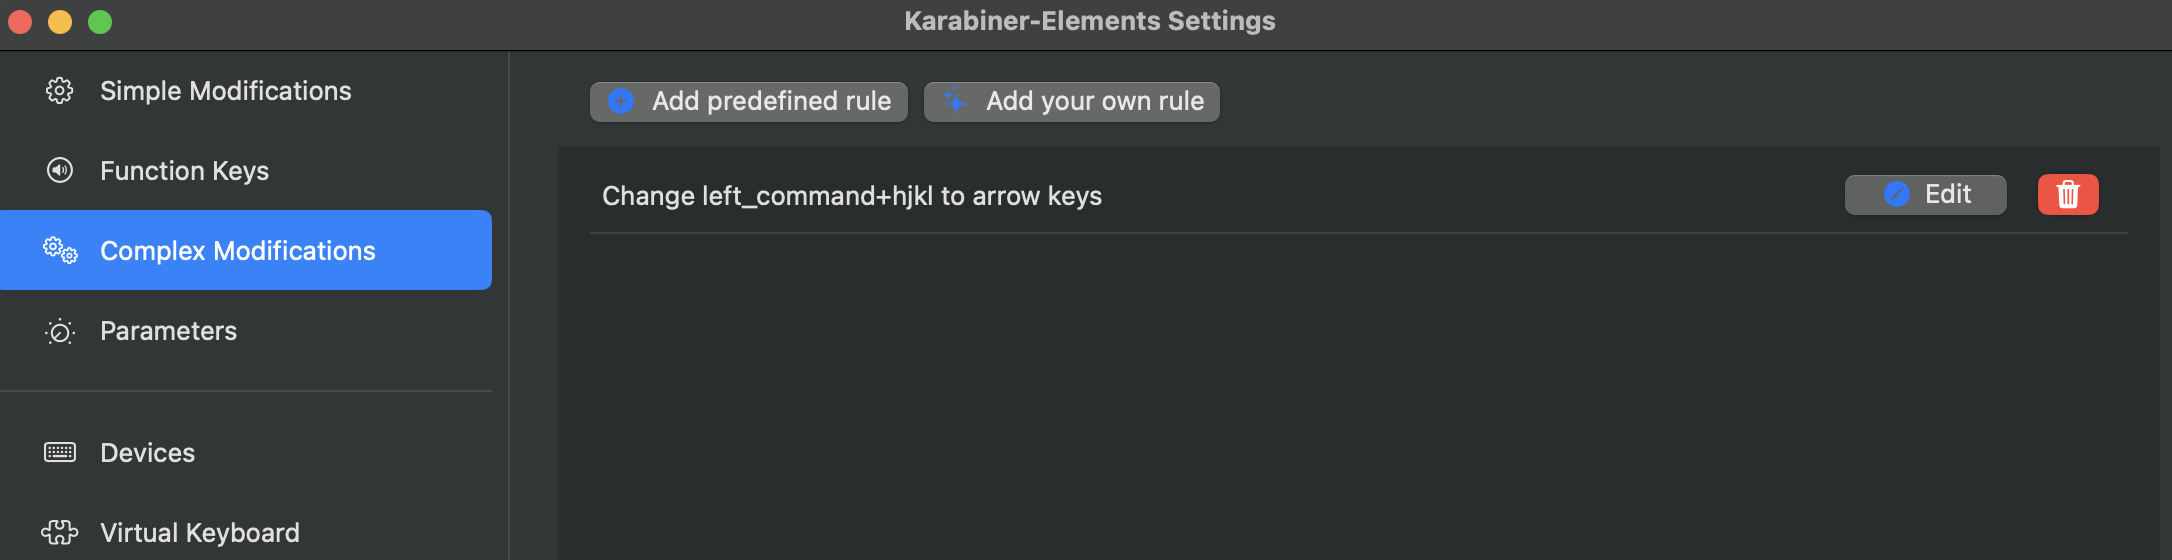 Karabiner-Elements Settings
Simple Modifications
Function Keys
Complex Modifications
Parameters
Devices
Virtual Keyboard
Add predefined rule
Add your own rule
Change left_command+hjkl to arrow keys
Edit